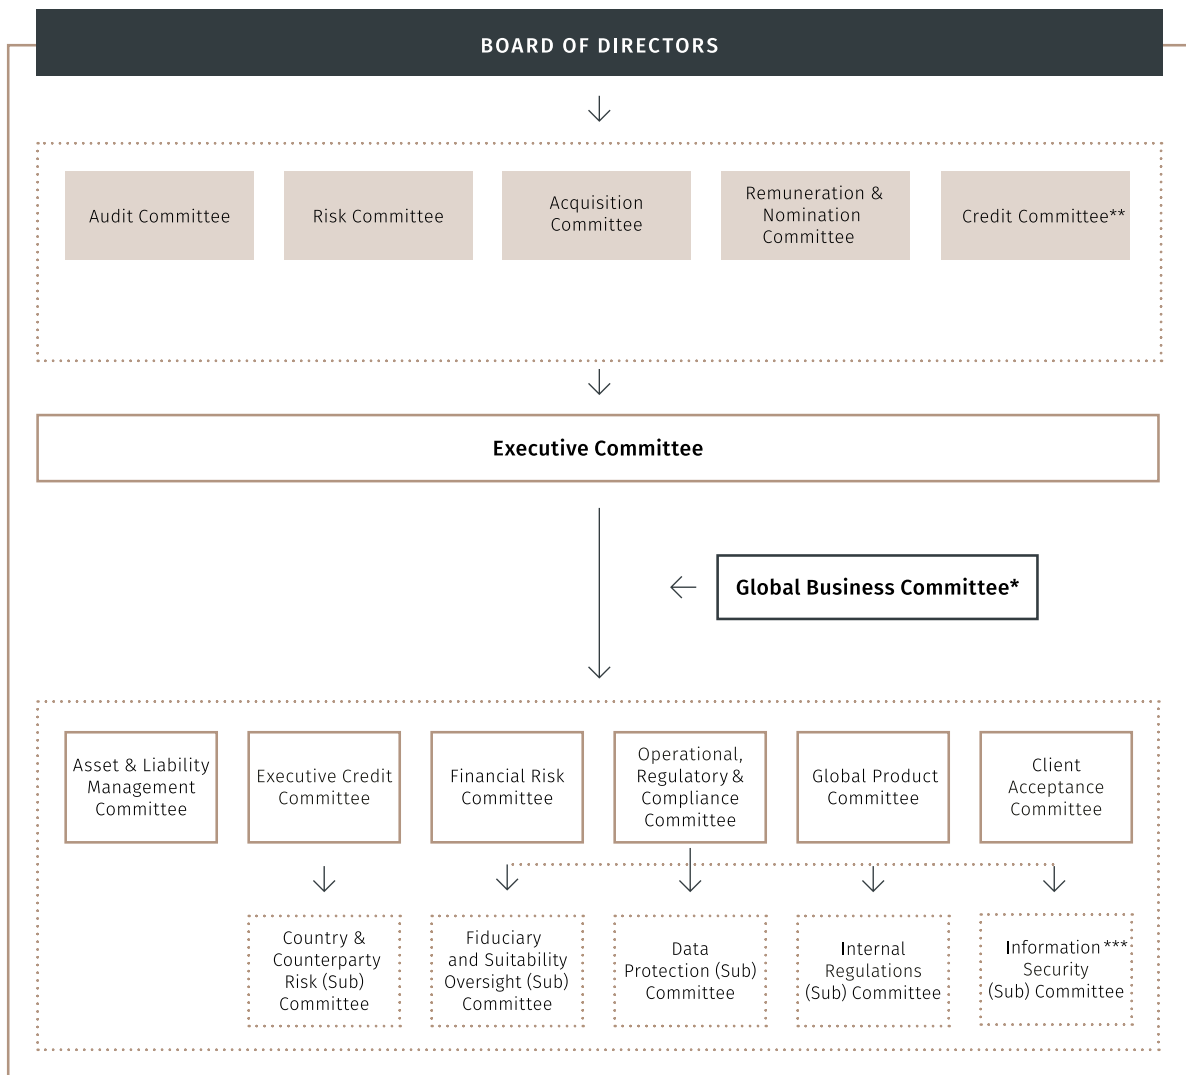 BOARD OF DIRECTORS
Audit Committee
Risk Committee
Acquisition
Committee
Remuneration &
Nomination
Committee
Credit Committee**
Executive Committee
Global Business Committee*
Asset & Liability
Management
Committee
Executive Credit
Committee
Financial Risk
Committee
Operational,
Regulatory &
Compliance
Committee
Global Product
Committee
Client
Acceptance
Committee
Country &
Counterparty
Risk (Sub)
Committee
Fiduciary
and Suitability
Oversight (Sub)
Committee
Data
Protection (Sub)
Committee
Internal
Regulations
(Sub) Committee
Information ***
Security
(Sub) Committee